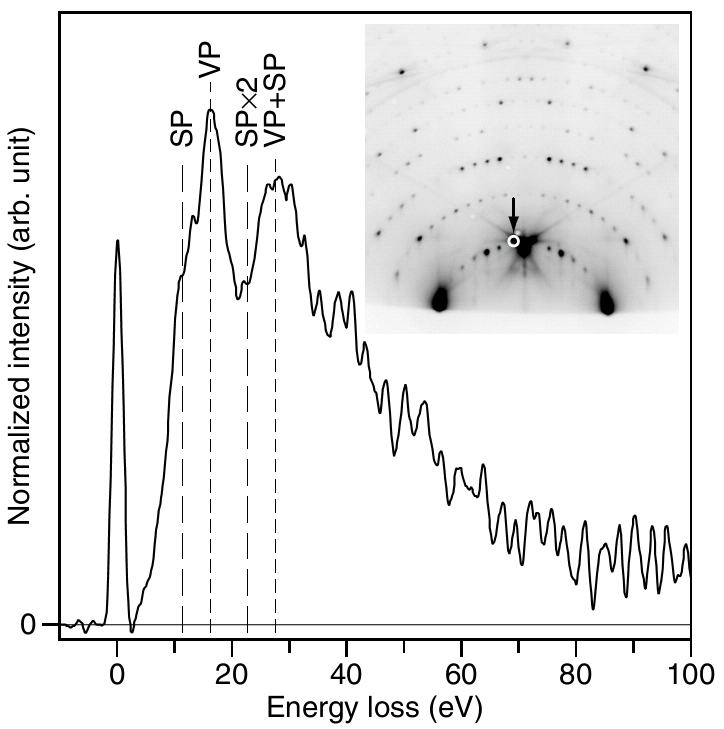 SP
VP
SP×2
VP+SP
Normalized intensity (arb. unit)
0
0
20
40
60
80
100
Energy loss (eV)